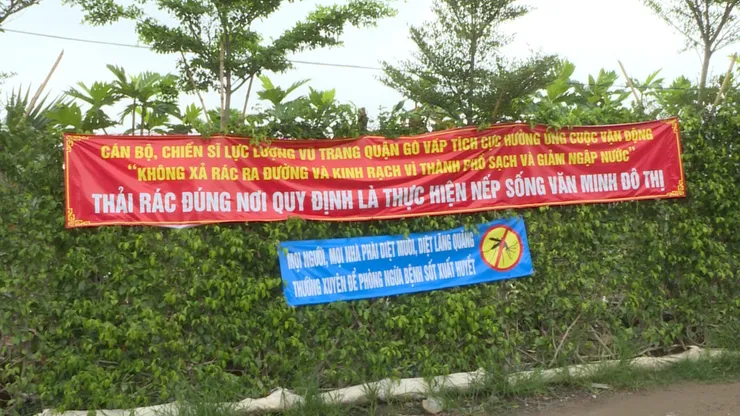 CÁN BỘ, CHIẾN SĨ LỰC LƯỢNG VŨ TRANG QUẬN GÒ VẤP TÍCH CỰC HƯỞNG ỨNG CUỘC VẬN ĐỘNG
"KHÔNG XẢ RÁC RA ĐƯỜNG VÀ KINH RẠCH VÌ THÀNH PHỐ SẠCH VÀ GIẢM NGẬP NƯỚC"
THẢI RÁC ĐÚNG NƠI QUY ĐỊNH LÀ THỰC HIỆN NẾP SỐNG VĂN MINH ĐÔ THỊ
MỌI NGƯỜI, MỌI NHÀ PHẢI DIỆT MUỖI, DIỆT LĂNG QUĂNG
THƯỜNG XUYÊN ĐỂ PHÒNG NGỪA BỆNH SỐT XUẤT HUYẾT